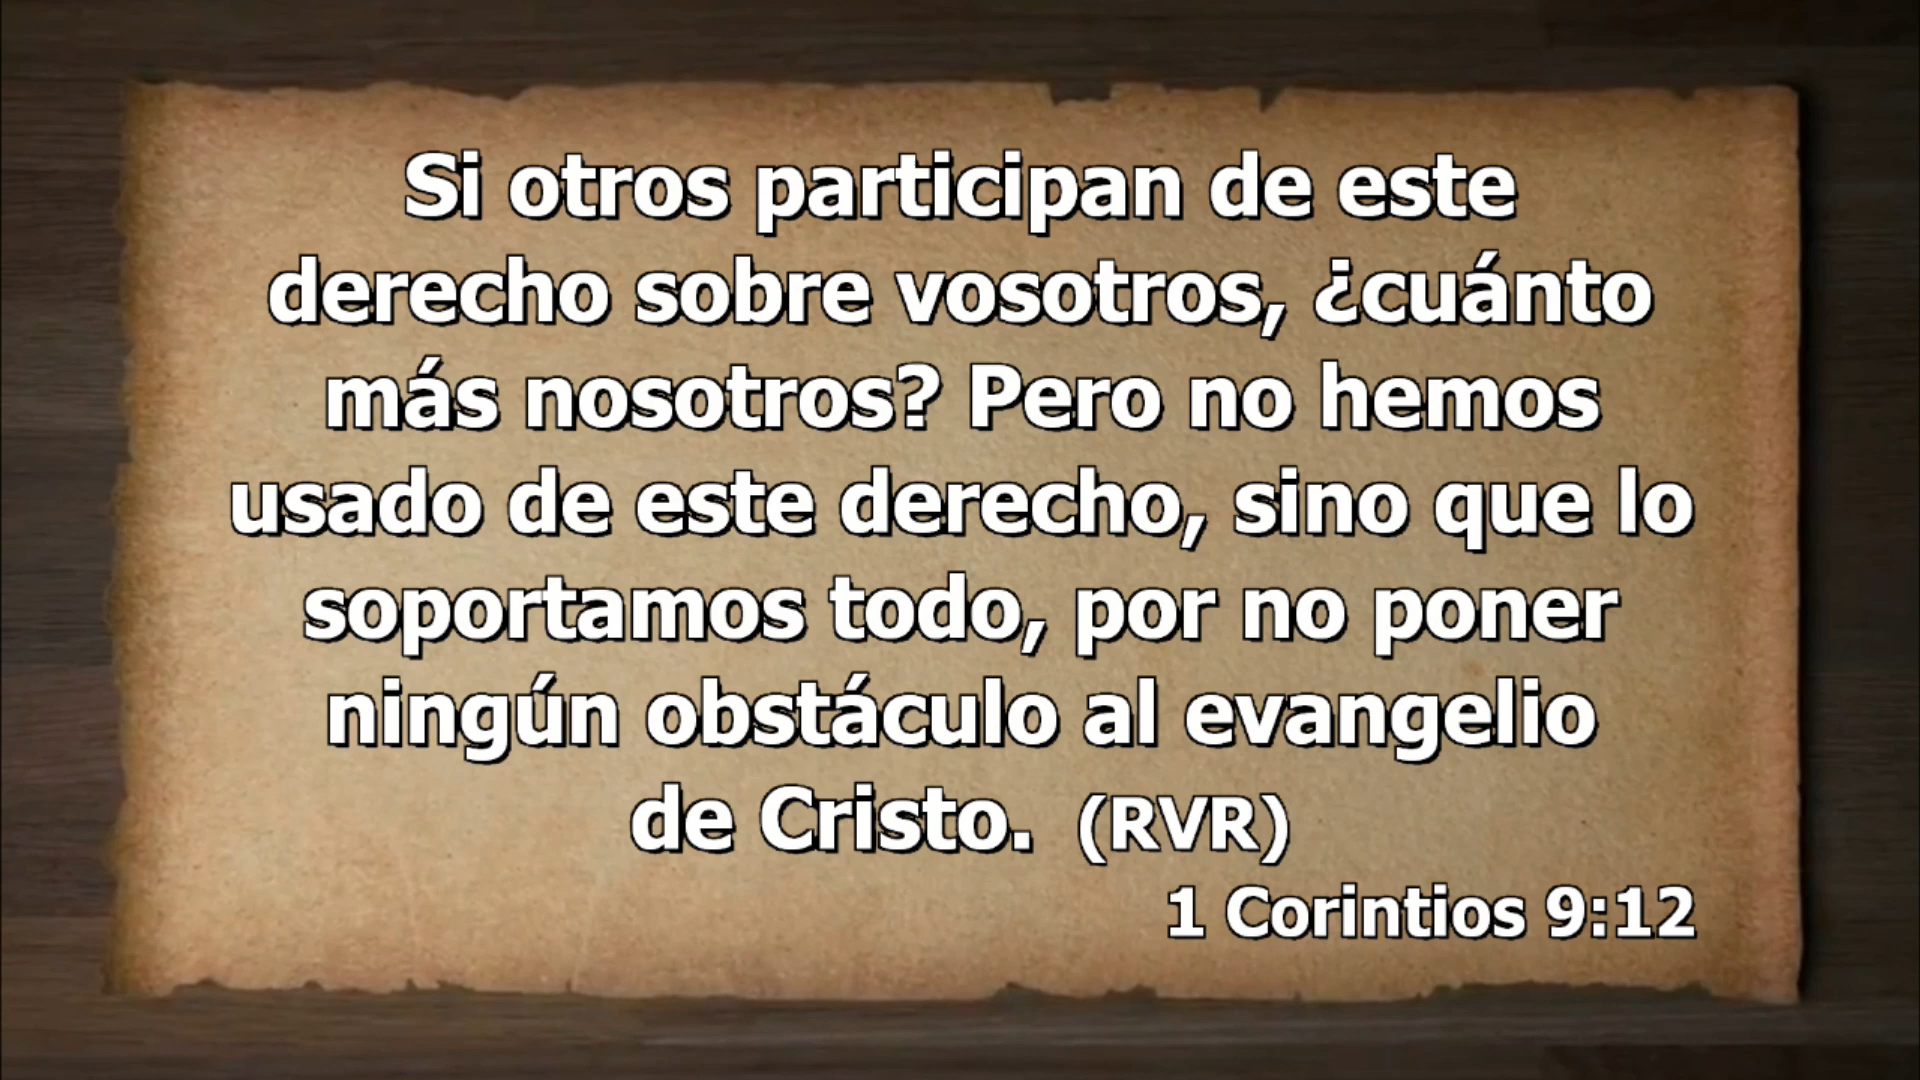 Si otros participan de este
derecho sobre vosotros, ¿cuánto
más nosotros? Pero no hemos
usado de este derecho, sino que lo
soportamos todo, por no poner
ningún obstáculo al evangelio
de Cristo. (RVR)
1 Corintios 9:12